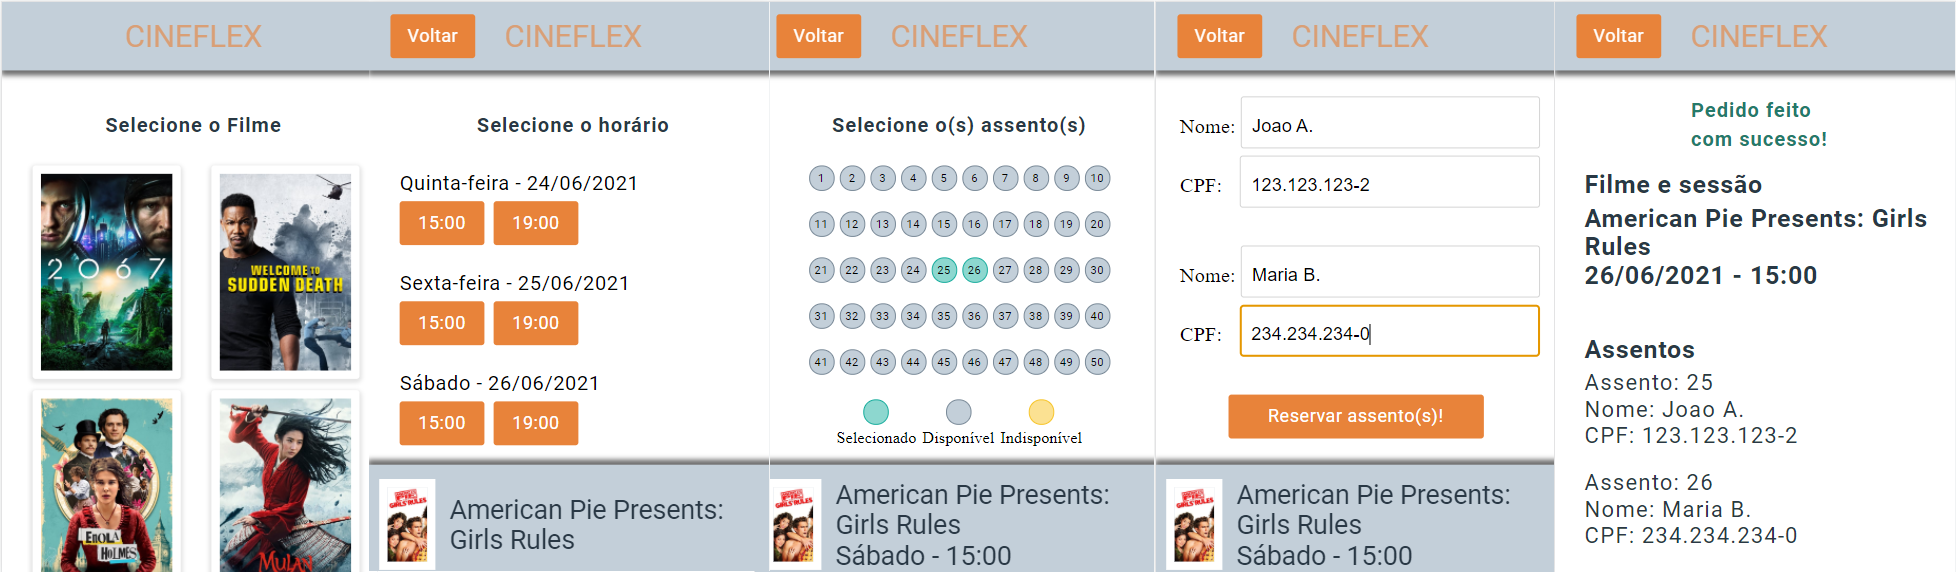 CINEFLEX
Selecione o Filme
2067
WELCOME TO
SUDDEN DEATH
ENOLA
HOLMES
MULAN
Voltar
CINEFLEX
Selecione o horário
Quinta-feira - 24/06/2021
15:00 19:00
Sexta-feira - 25/06/2021
15:00 19:00
Sábado - 26/06/2021
15:00 19:00
GIRLS' RULES
American Pie Presents:
Girls Rules
Voltar
CINEFLEX
Selecione o(s) assento(s)
1 2 3 4 5 6 7 8 9 10
11 12 13 14 15 16 17 18 19 20
21 22 23 24 25 26 27 28 29 30
31 32 33 34 35 36 37 38 39 40
41 42 43 44 45 46 47 48 49 50
Selecionado Disponível Indisponível
GIRLS' RULES
American Pie Presents:
Girls Rules
Sábado - 15:00
Voltar
CINEFLEX
Nome: Joao A.
CPF: 123.123.123-2
Nome: Maria B.
CPF: 234.234.234-0
Reservar assento(s)!
GIRLS' RULES
American Pie Presents:
Girls Rules
Sábado - 15:00
Voltar
CINEFLEX
Pedido feito
com sucesso!
Filme e sessão
American Pie Presents: Girls
Rules
26/06/2021 - 15:00
Assentos
Assento: 25
Nome: Joao A.
CPF: 123.123.123-2
Assento: 26
Nome: Maria B.
CPF: 234.234.234-0